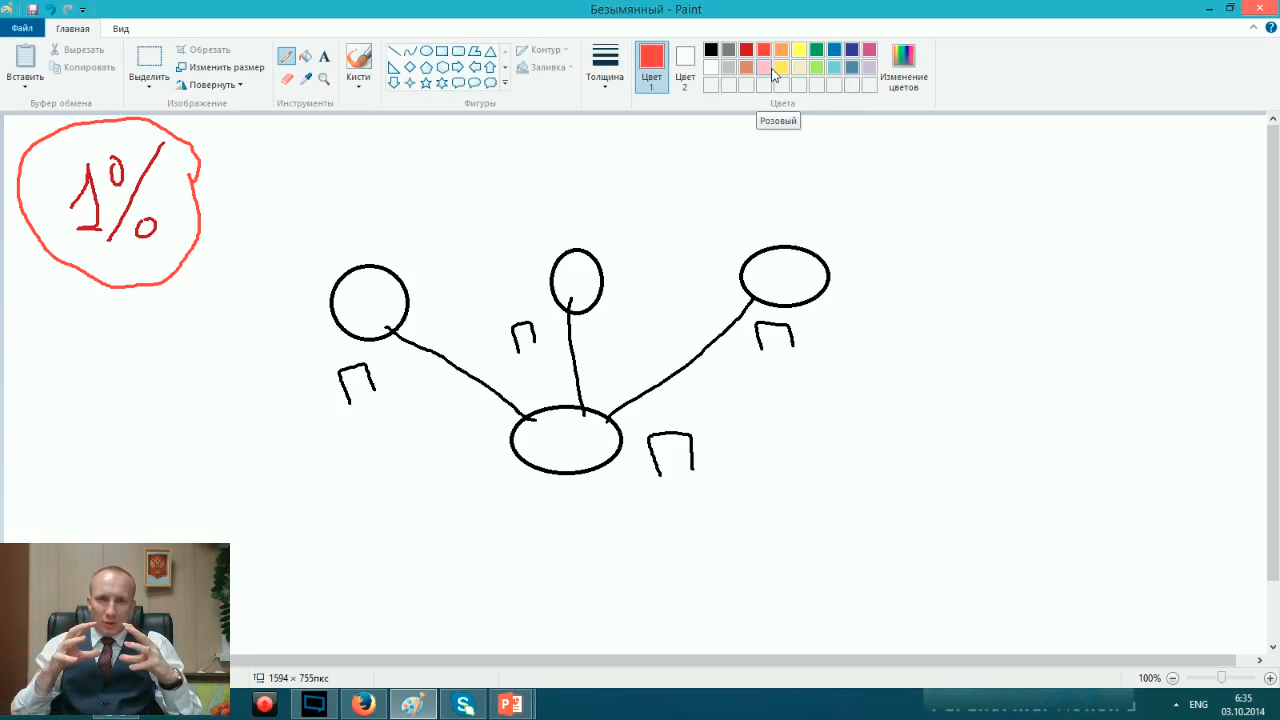 Безымянный - Paint
Файл
Главная
Вид
Вставить
Вырезать
Копировать
Буфер обмена
Выделить
Обрезать
Изменить размер
Повернуть
Изображение
Инструменты
Кисти
Контур
Заливка
Фигуры
Толщина
Цвет 1
Цвет 2
Изменение цветов
Цвета
Розовый
1%
П
П
П
П
1594 × 755пкс
100%
ENG
6:35
03.10.2014